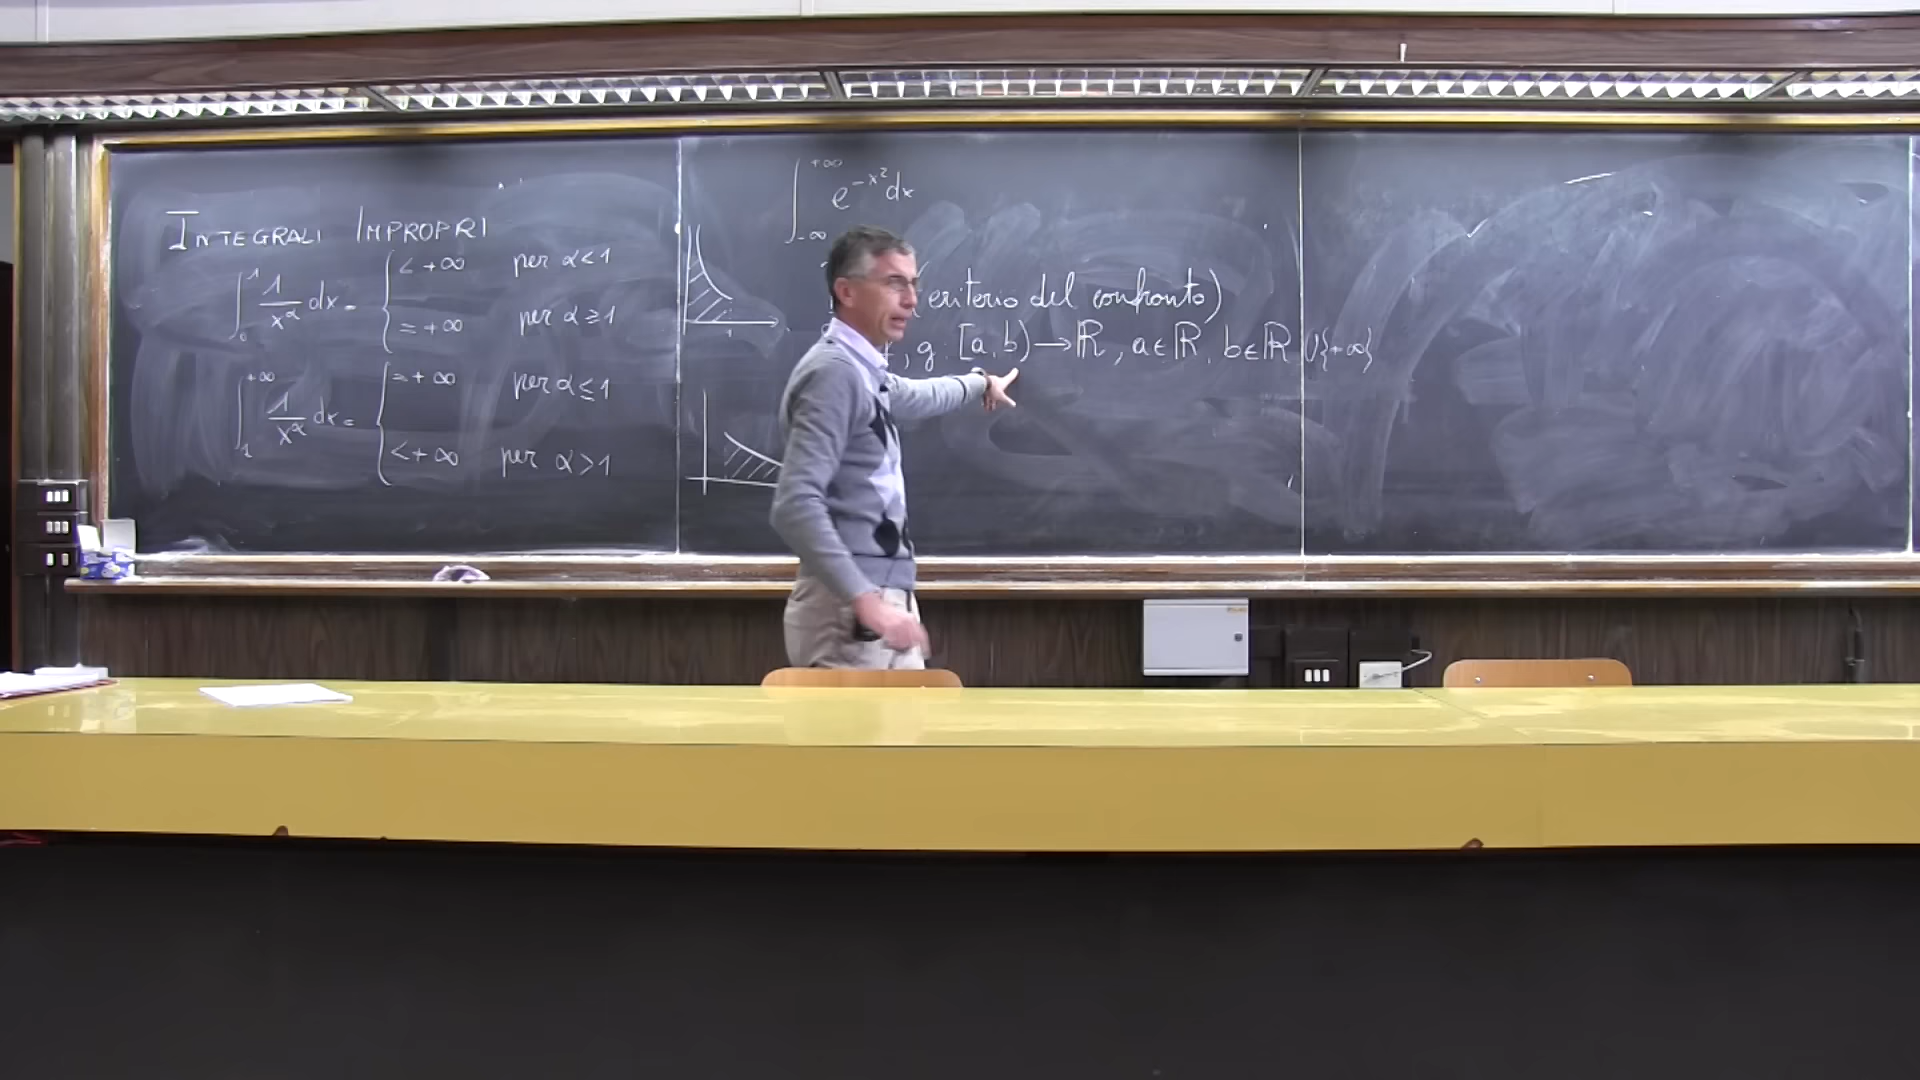 INTEGRALI IMPROPRI
∫₀¹ 1/x^α dx = { < +∞ per α < 1
= +∞ per α ≥ 1
∫₁^{+∞} 1/x^α dx = { = +∞ per α ≤ 1
< +∞ per α > 1
1
∫_{-∞}^{+∞} e^{-x²} dx
(criterio del confronto)
, g : [a, b) → ℝ, a ∈ ℝ, b ∈ ℝ ∪ {+∞}